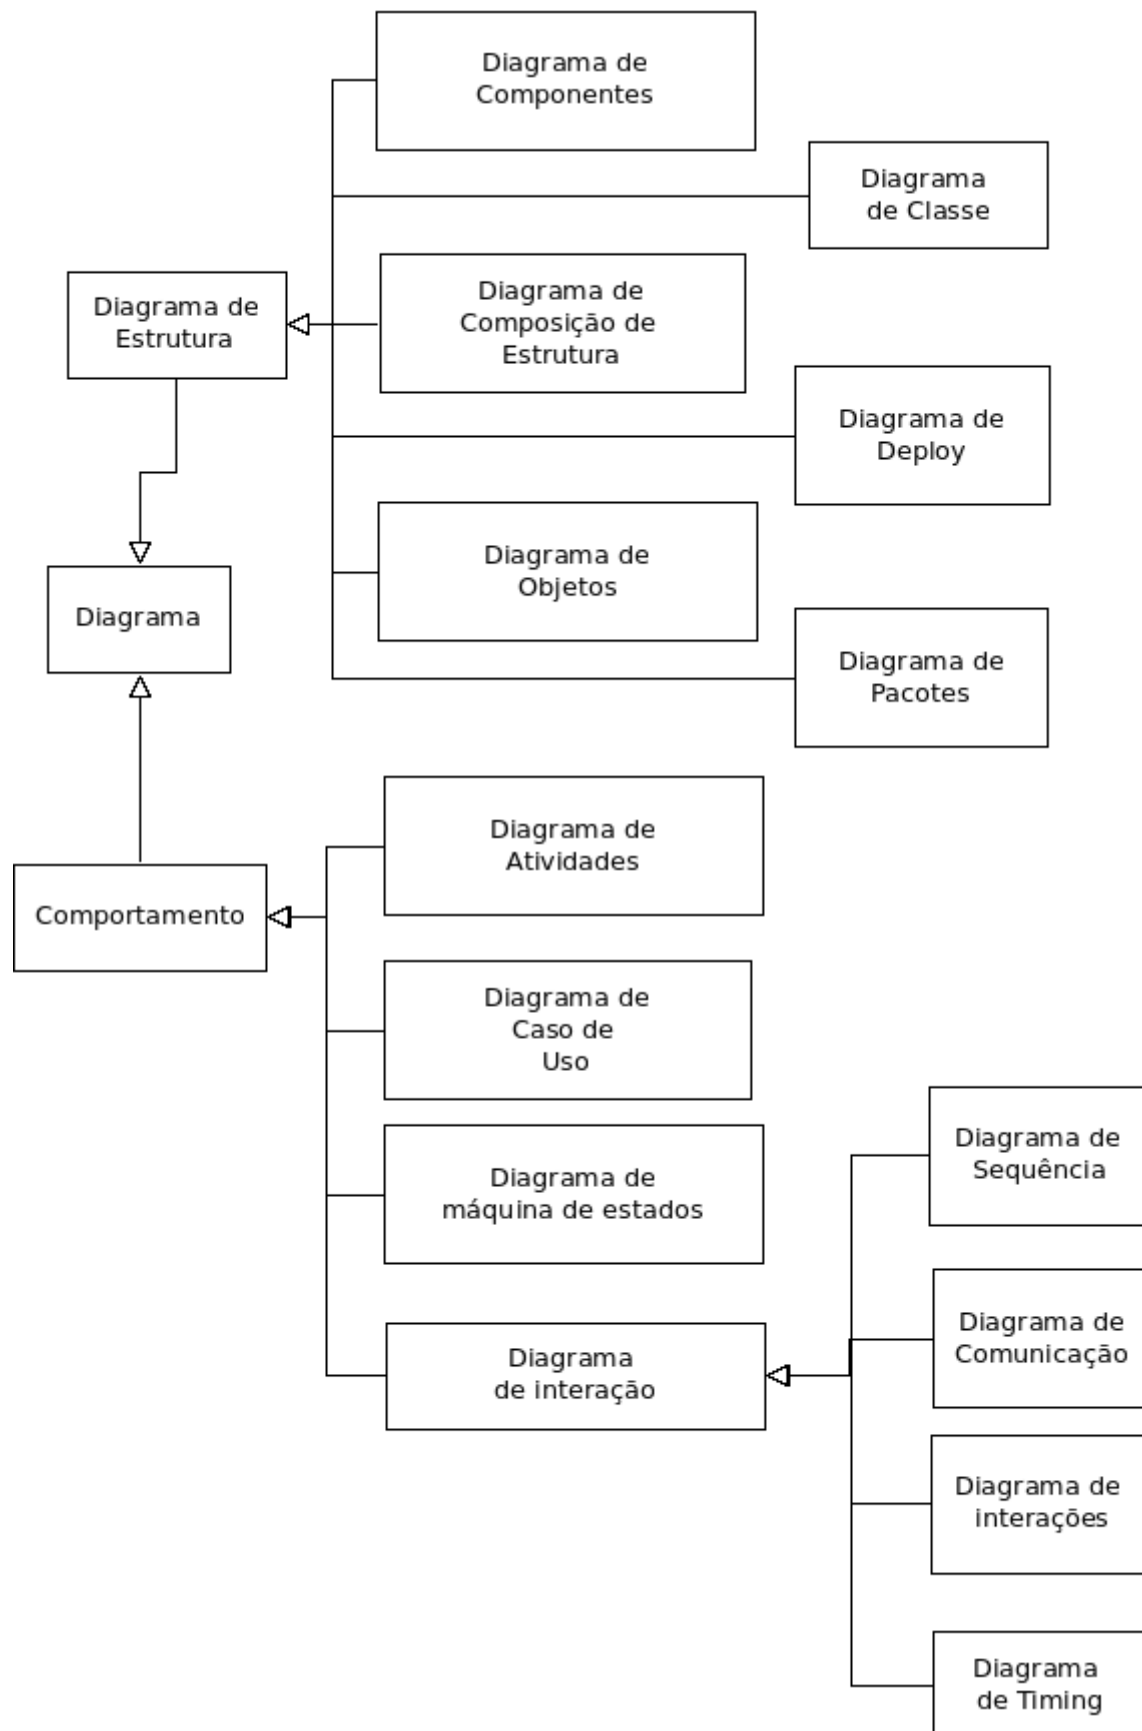 Diagrama de
Componentes
Diagrama
de Classe
Diagrama de
Estrutura
Diagrama de
Composição de
Estrutura
Diagrama de
Deploy
Diagrama de
Objetos
Diagrama
Diagrama de
Pacotes
Diagrama de
Atividades
Comportamento
Diagrama de
Caso de
Uso
Diagrama de
máquina de estados
Diagrama de
Sequência
Diagrama de
Comunicação
Diagrama
de interação
Diagrama de
interações
Diagrama
de Timing